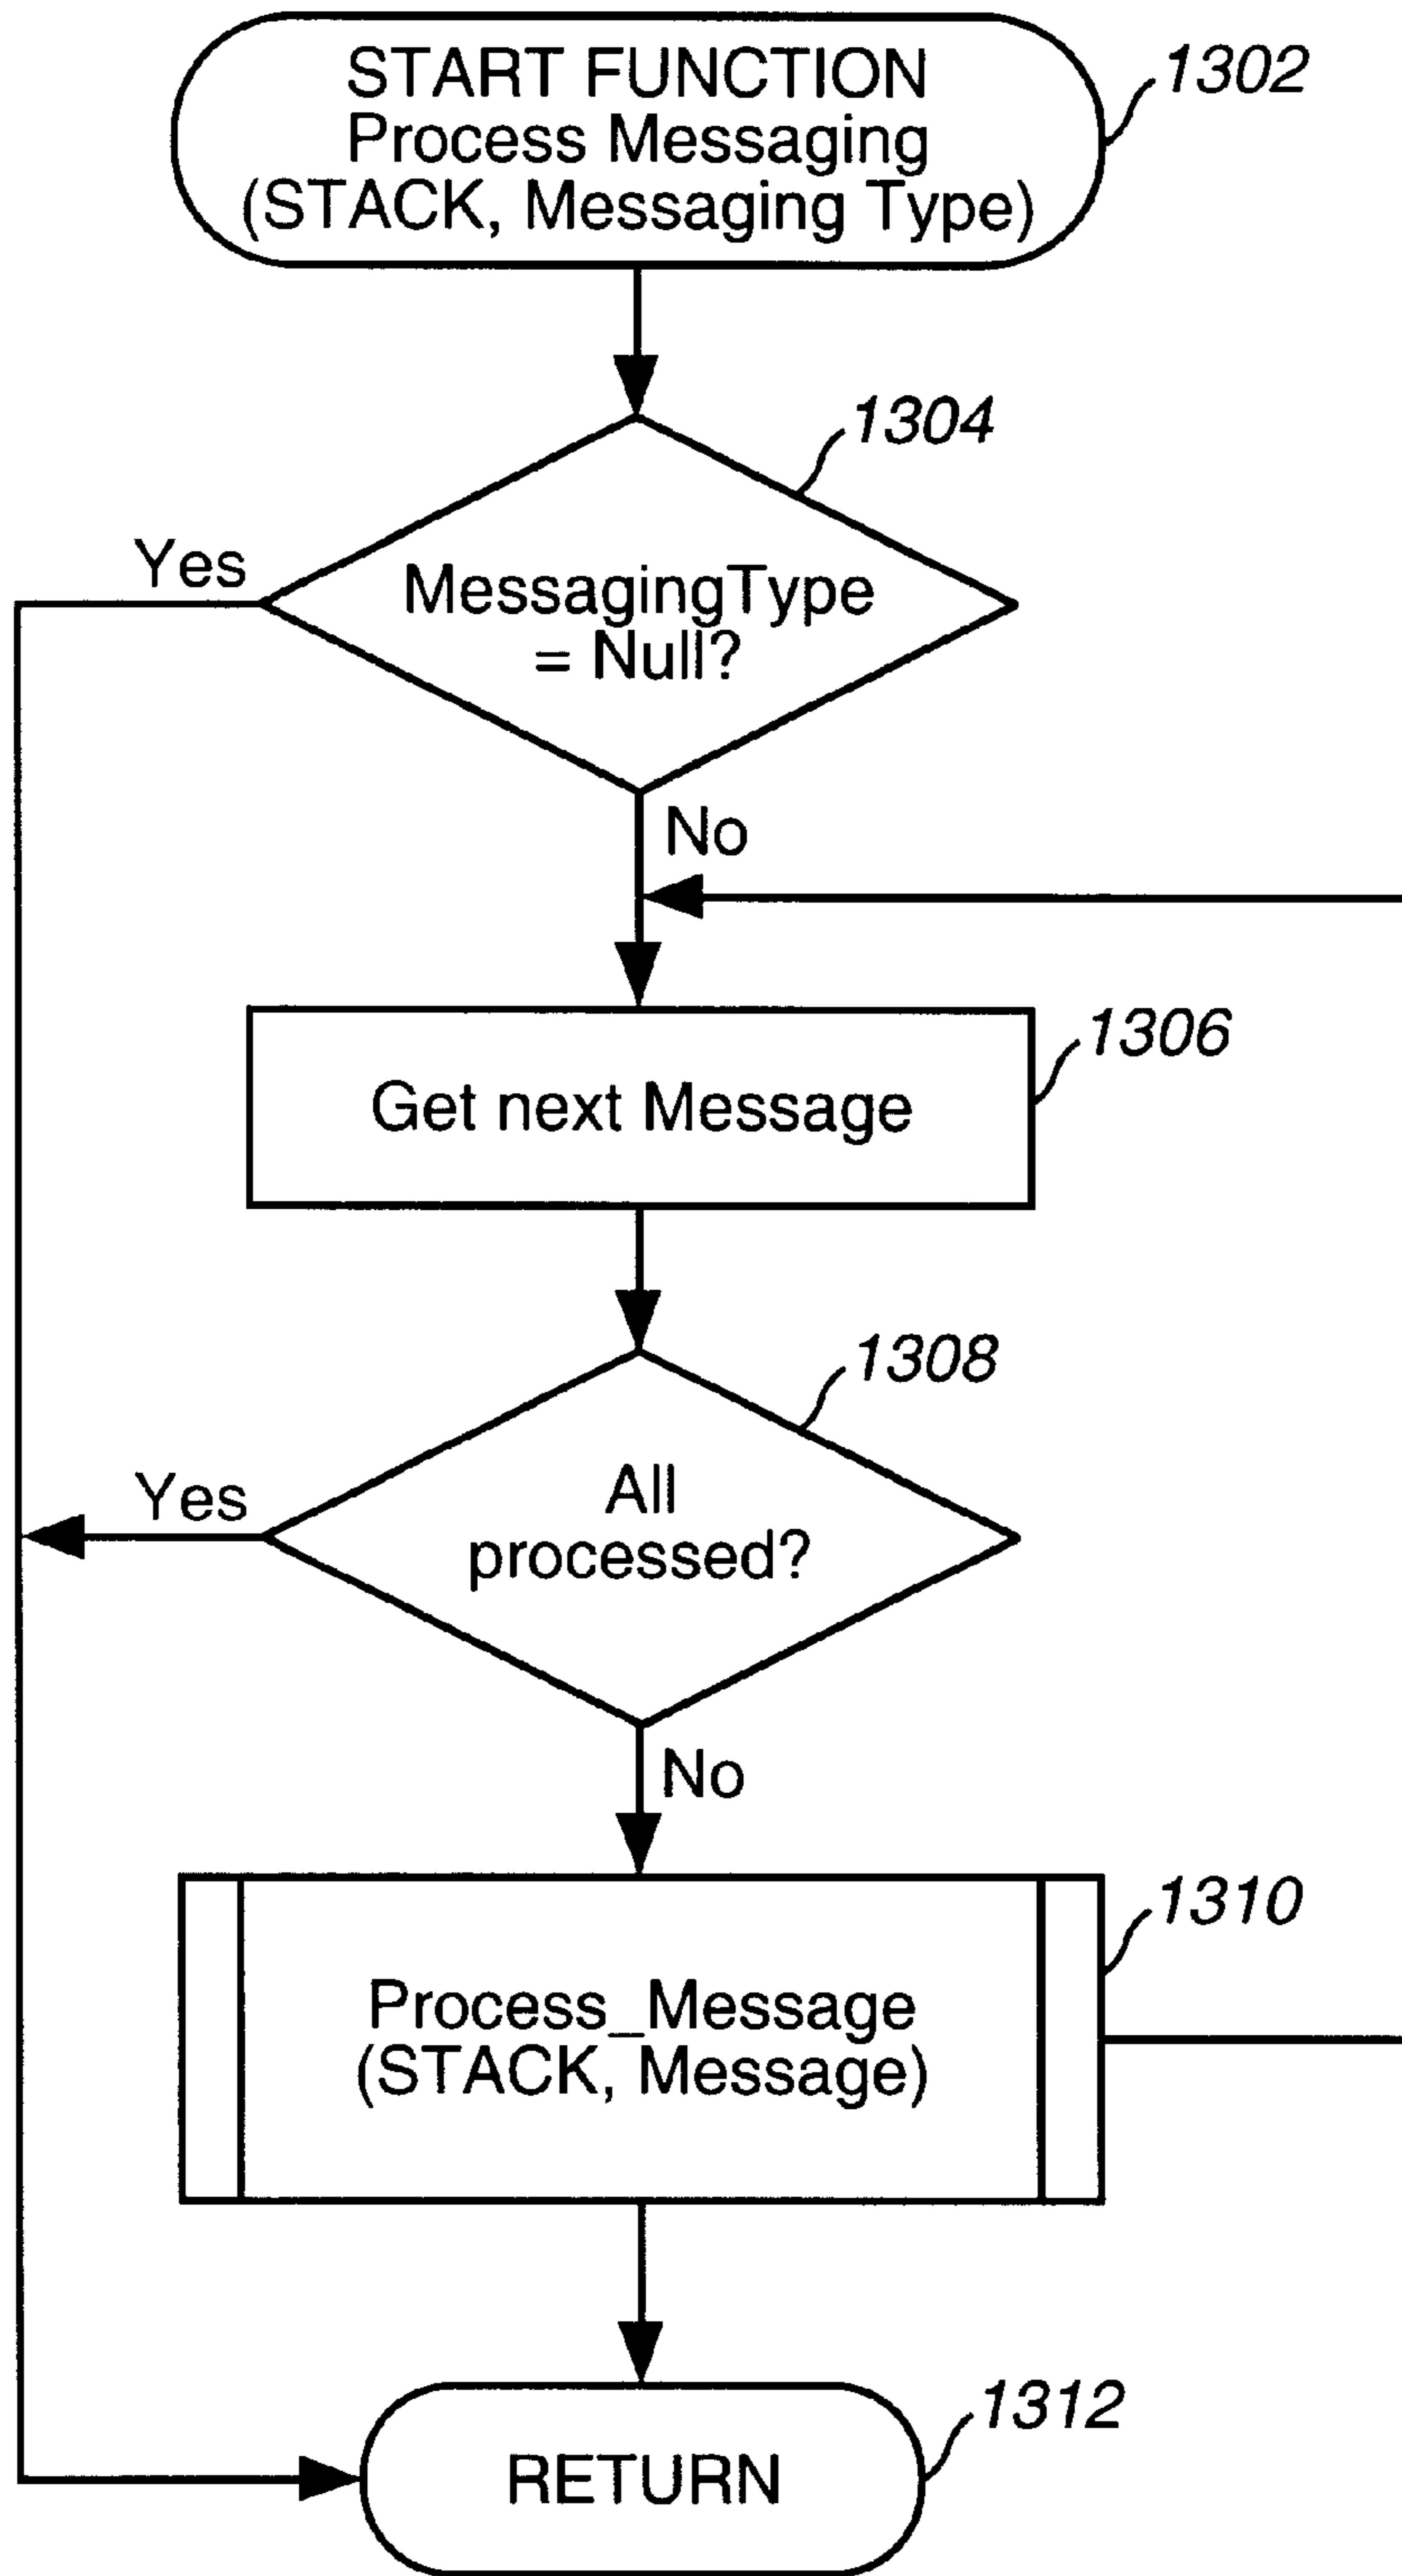 START FUNCTION
Process Messaging
(STACK, Messaging Type)
1302
1304
Yes
MessagingType
= Null?
No
1306
Get next Message
1308
Yes
All
processed?
No
1310
Process_Message
(STACK, Message)
1312
RETURN